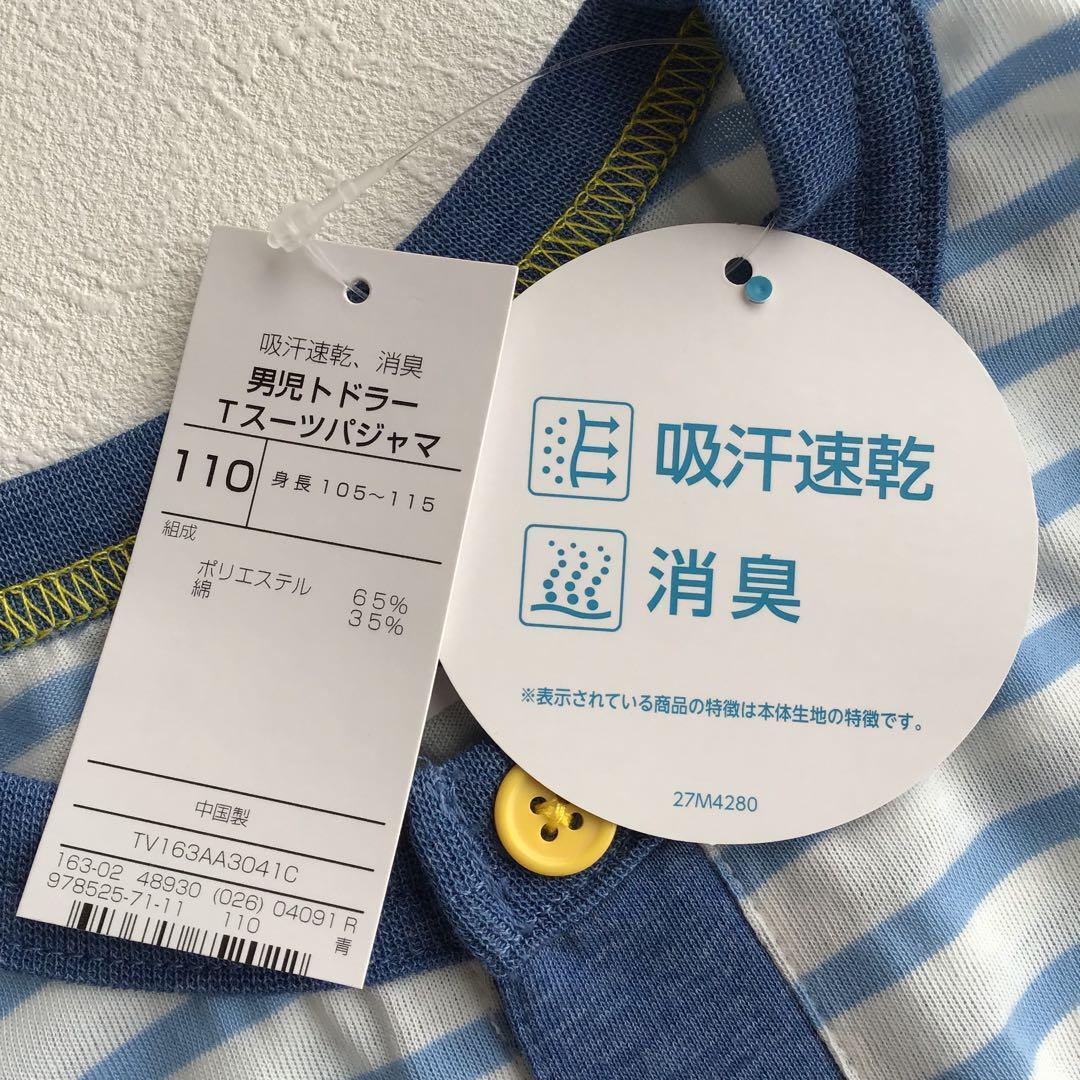 吸汗速乾、消臭
男児トドラー
Tスーツパジャマ
110
身長 105～115
組成
ポリエステル 65%
綿 35%
中国製
TV163AA3041C
163-02 48930 (026) 04091 R
978525-71-11 110 青
吸汗速乾
消臭
※表示されている商品の特徴は本体生地の特徴です。
27M4280